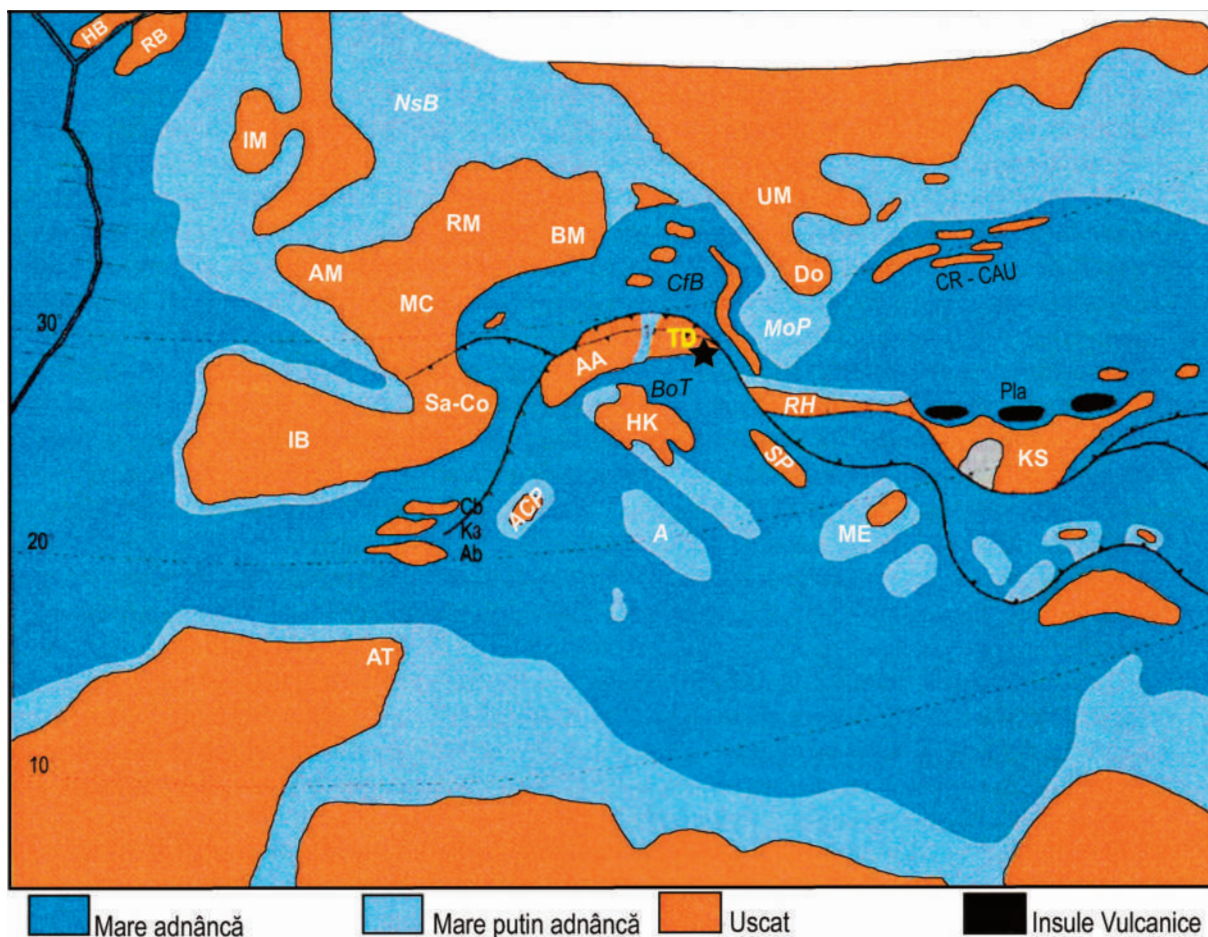 HB
RB
NsB
IM
UM
RM
BM
AM
Do
CfB
CR - CAU
MC
30°
MoP
TD
AA
BoT
Pla
Sa-Co
RH
HK
IB
KS
SP
Cb
ACP
K3
A
ME
20°
Ab
AT
10
Mare adnâncă
Mare putin adnâncă
Uscat
Insule Vulcanice